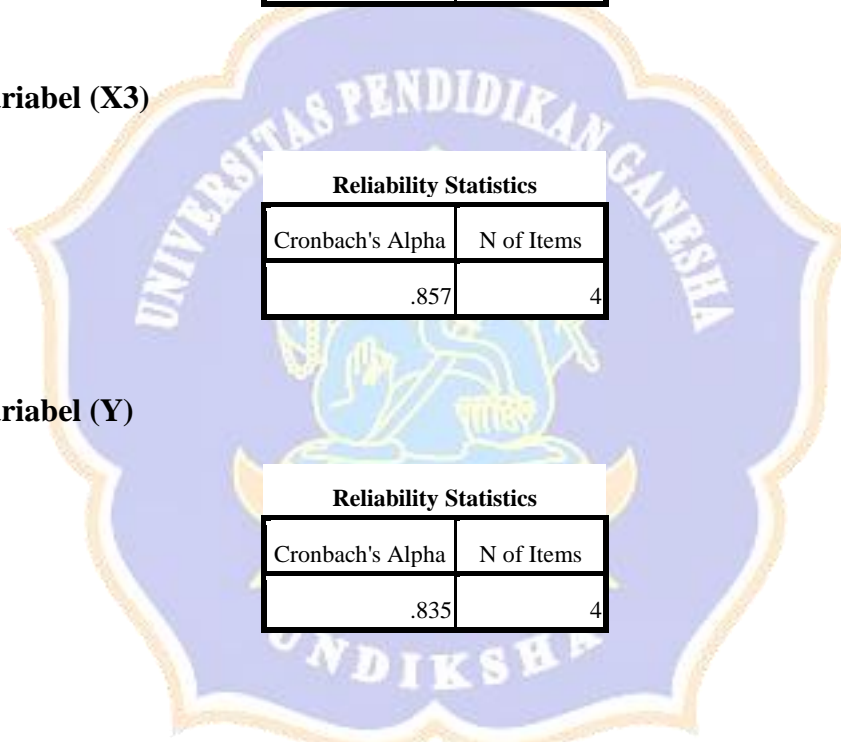 riabel (X3)
UNIVERSITAS PENDIDIKAN GANESHA
Reliability Statistics
Cronbach's Alpha N of Items
.857 4
riabel (Y)
Reliability Statistics
Cronbach's Alpha N of Items
.835 4
UNDIKSHA